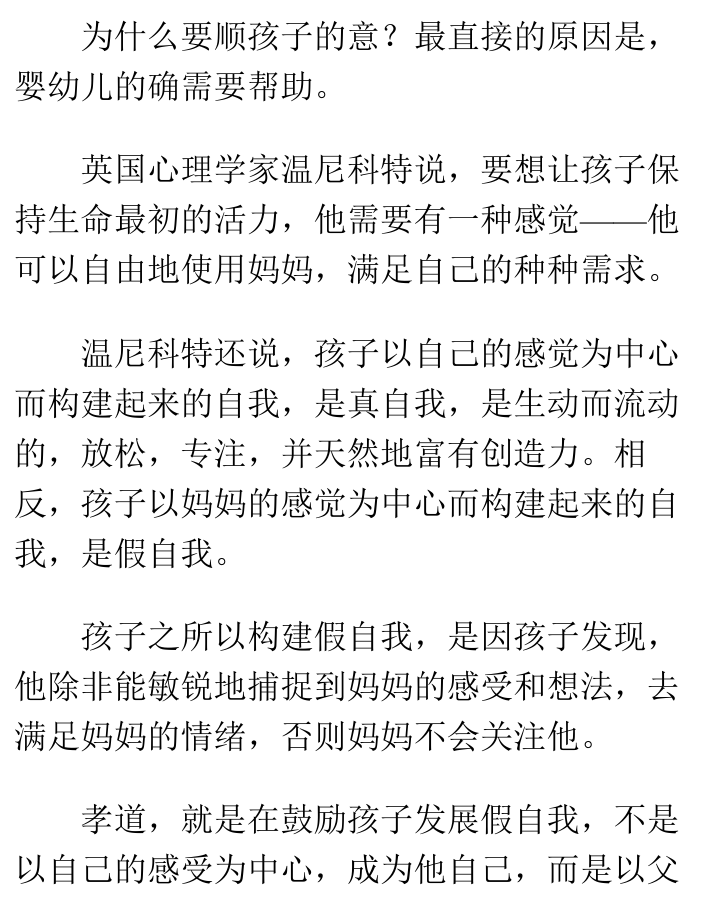 为什么要顺孩子的意？最直接的原因是，
婴幼儿的确需要帮助。
英国心理学家温尼科特说，要想让孩子保
持生命最初的活力，他需要有一种感觉——他
可以自由地使用妈妈，满足自己的种种需求。
温尼科特还说，孩子以自己的感觉为中心
而构建起来的自我，是真自我，是生动而流动
的，放松，专注，并天然地富有创造力。相
反，孩子以妈妈的感觉为中心而构建起来的自
我，是假自我。
孩子之所以构建假自我，是因孩子发现，
他除非能敏锐地捕捉到妈妈的感受和想法，去
满足妈妈的情绪，否则妈妈不会关注他。
孝道，就是在鼓励孩子发展假自我，不是
以自己的感受为中心，成为他自己，而是以父